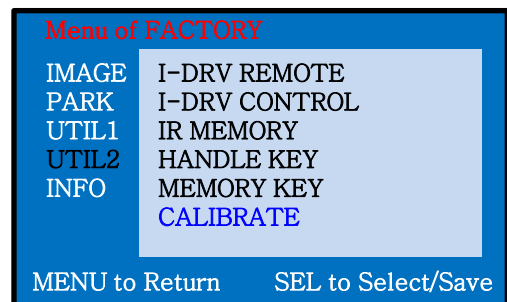 Menu of FACTORY
IMAGE
PARK
UTIL1
UTIL2
INFO
I-DRV REMOTE
I-DRV CONTROL
IR MEMORY
HANDLE KEY
MEMORY KEY
CALIBRATE
MENU to Return SEL to Select/Save